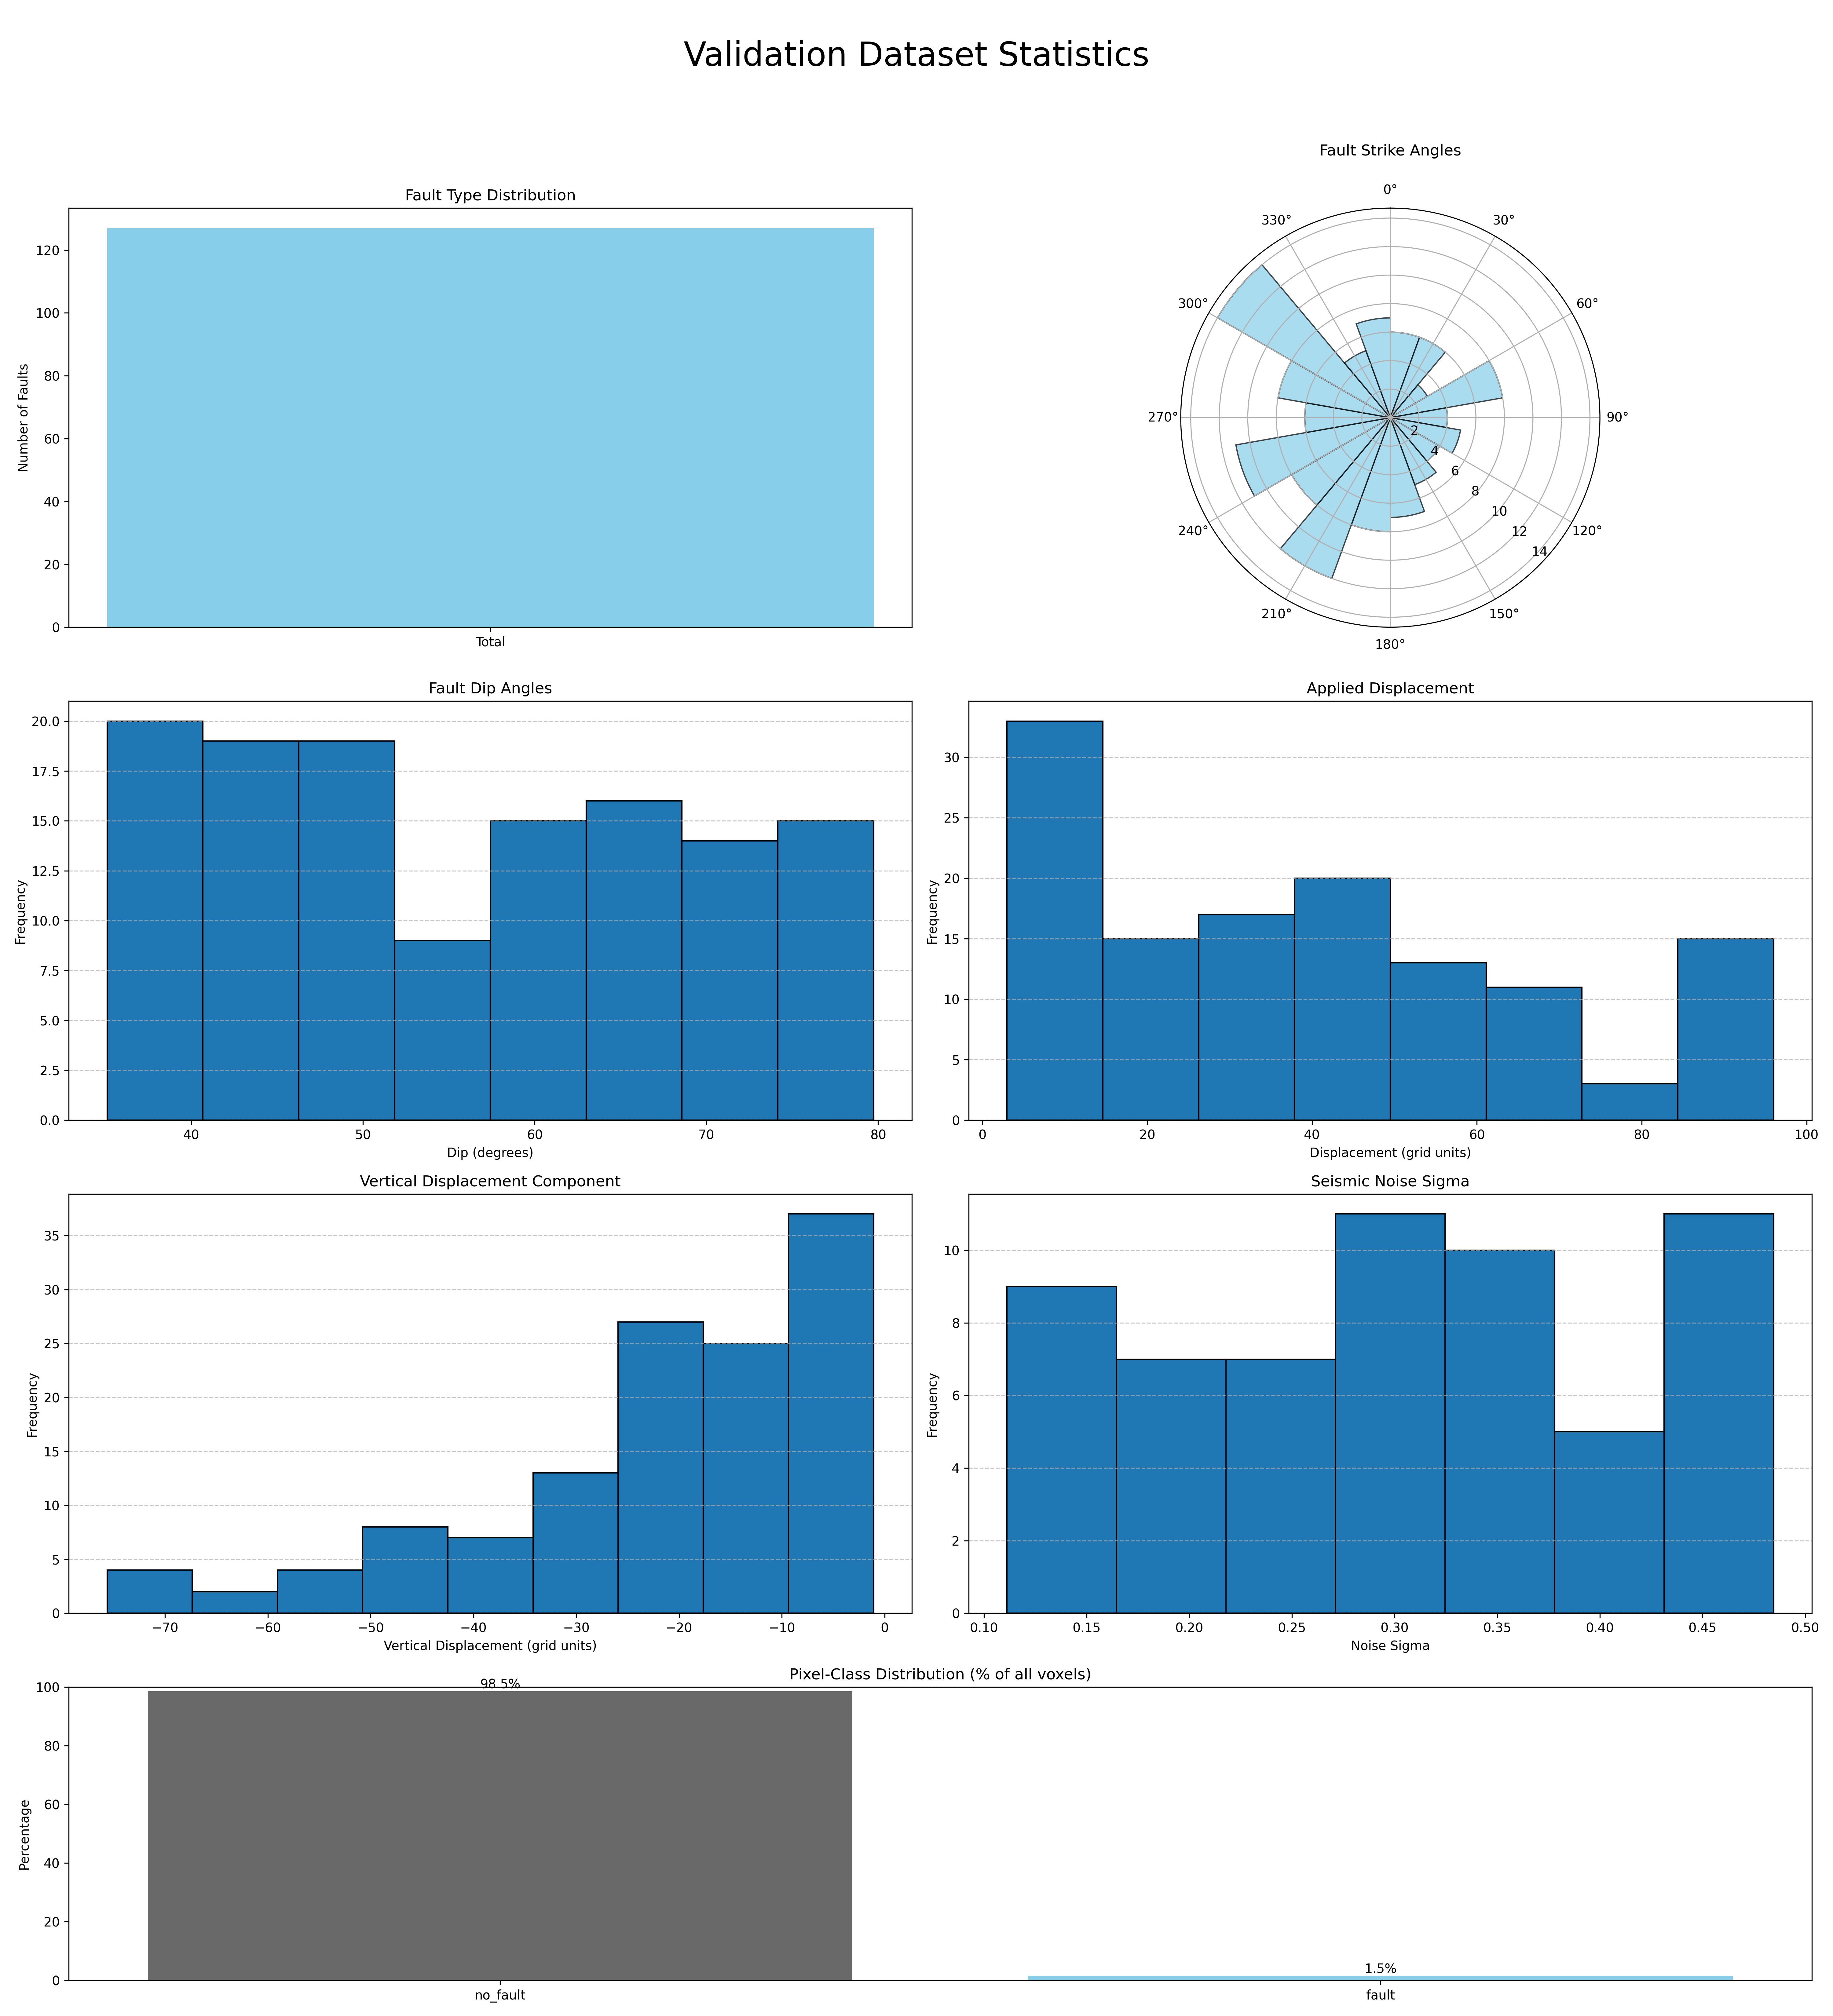 Validation Dataset Statistics
Fault Type Distribution
Number of Faults
120
100
80
60
40
20
0
Total
Fault Strike Angles
0°
30°
60°
90°
120°
150°
180°
210°
240°
270°
300°
330°
2
4
6
8
10
12
14
Fault Dip Angles
Frequency
20.0
17.5
15.0
12.5
10.0
7.5
5.0
2.5
0.0
40 50 60 70 80
Dip (degrees)
Applied Displacement
Frequency
30
25
20
15
10
5
0
0 20 40 60 80 100
Displacement (grid units)
Vertical Displacement Component
Frequency
35
30
25
20
15
10
5
0
−70 −60 −50 −40 −30 −20 −10 0
Vertical Displacement (grid units)
Seismic Noise Sigma
Frequency
10
8
6
4
2
0
0.10 0.15 0.20 0.25 0.30 0.35 0.40 0.45 0.50
Noise Sigma
Pixel-Class Distribution (% of all voxels)
Percentage
100
80
60
40
20
0
98.5%
1.5%
no_fault fault